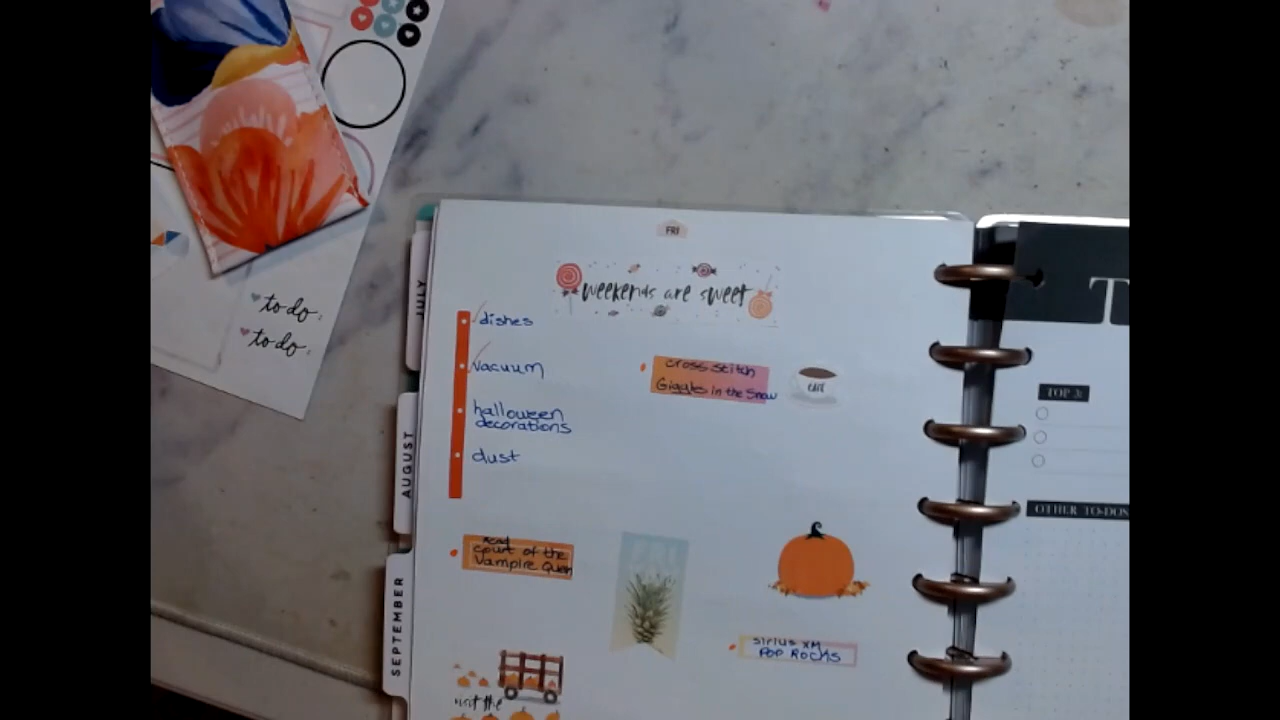 to do:
to do:
JULY
AUGUST
SEPTEMBER
FRI
weekends are sweet
dishes
vacuum
halloween
decorations
dust
cross stitch
Giggles in the Snow
CAFE
read
court of the
Vampire Queen
sirius XM
POP ROCKS
visit the
T
TOP 3:
OTHER TO-DOS